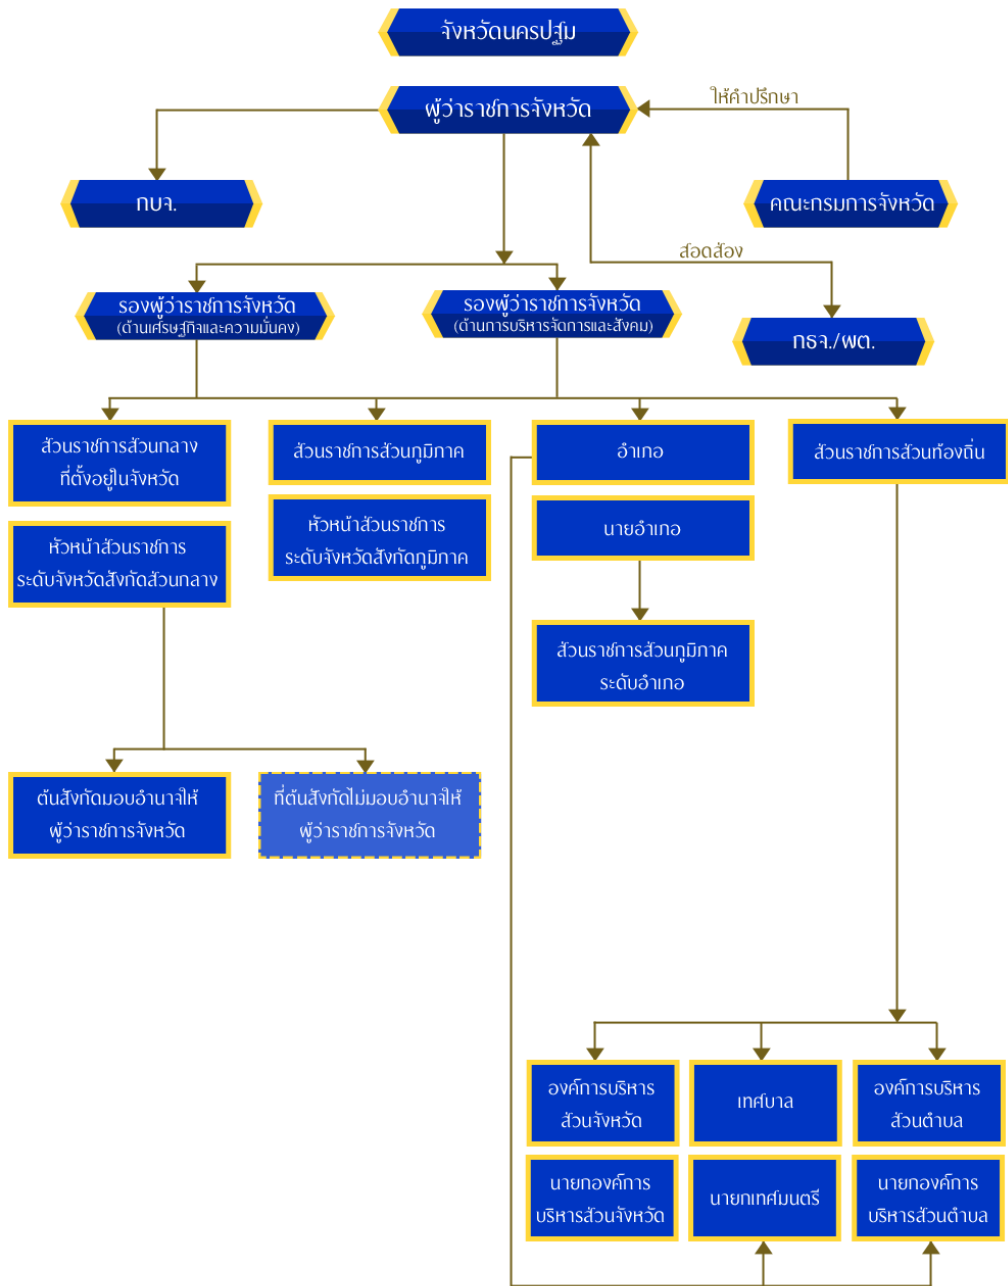 จังหวัดนครปฐม
ผู้ว่าราชการจังหวัด
ให้คำปรึกษา
กบจ.
คณะกรมการจังหวัด
สอดส่อง
รองผู้ว่าราชการจังหวัด
(ด้านเศรษฐกิจและความมั่นคง)
รองผู้ว่าราชการจังหวัด
(ด้านการบริหารจัดการและสังคม)
กธจ./ผต.
ส่วนราชการส่วนกลาง
ที่ตั้งอยู่ในจังหวัด
ส่วนราชการส่วนภูมิภาค
อำเภอ
ส่วนราชการส่วนท้องถิ่น
หัวหน้าส่วนราชการ
ระดับจังหวัดสังกัดส่วนกลาง
หัวหน้าส่วนราชการ
ระดับจังหวัดสังกัดภูมิภาค
นายอำเภอ
ส่วนราชการส่วนภูมิภาค
ระดับอำเภอ
ต้นสังกัดมอบอำนาจให้
ผู้ว่าราชการจังหวัด
ที่ต้นสังกัดไม่มอบอำนาจให้
ผู้ว่าราชการจังหวัด
องค์การบริหาร
ส่วนจังหวัด
เทศบาล
องค์การบริหาร
ส่วนตำบล
นายกองค์การ
บริหารส่วนจังหวัด
นายกเทศมนตรี
นายกองค์การ
บริหารส่วนตำบล